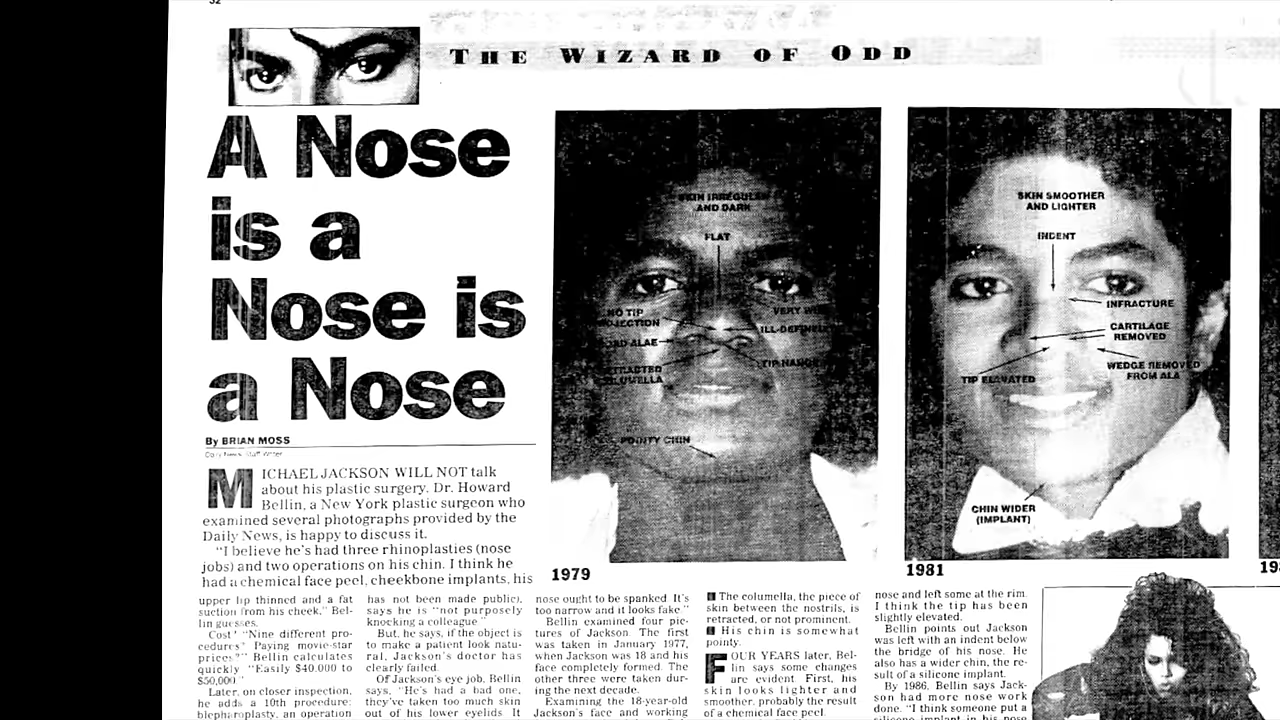 32
THE WIZARD OF ODD
A Nose
is a
Nose is
a Nose
By BRIAN MOSS
Daily News Staff Writer
MICHAEL JACKSON WILL NOT talk
about his plastic surgery. Dr. Howard
Bellin, a New York plastic surgeon who
examined several photographs provided by the
Daily News, is happy to discuss it.
"I believe he's had three rhinoplasties (nose
jobs) and two operations on his chin. I think he
had a chemical face peel, cheekbone implants, his
upper lip thinned and a fat
suction from his cheek," Bel-
lin guesses.
Cost? "Nine different pro-
cedures? Paying movie-star
prices?" Bellin calculates
quickly. "Easily $40,000 to
$50,000."
Later, on closer inspection,
he adds a 10th procedure:
blepharoplasty, an operation
has not been made public),
says he is "not purposely
knocking a colleague."
But, he says, if the object is
to make a patient look natu-
ral, Jackson's doctor has
clearly failed.
Of Jackson's eye job, Bellin
says, "He's had a bad one,
they've taken too much skin
out of his lower eyelids. It
nose ought to be spanked. It's
too narrow and it looks fake."
Bellin examined four pic-
tures of Jackson. The first
was taken in January 1977,
when Jackson was 18 and his
face completely formed. The
other three were taken dur-
ing the next decade.
Examining the 18-year-old
Jackson's face and working
SKIN IRREGULAR
AND DARK
FLAT
NO TIP
VERY
ILL-DEFINED
ALAE
TIP
POINTY CHIN
1979
■ The columella, the piece of
skin between the nostrils, is
retracted, or not prominent.
■ His chin is somewhat
pointy.
FOUR YEARS later, Bel-
lin says some changes
are evident. First, his
skin looks lighter and
smoother, probably the result
of a chemical face peel.
SKIN SMOOTHER
AND LIGHTER
INDENT
INFRACTURE
CARTILAGE
REMOVED
TIP ELEVATED
WEDGE REMOVED
FROM ALA
CHIN WIDER
(IMPLANT)
1981
nose and left some at the rim.
I think the tip has been
slightly elevated.
Bellin points out Jackson
was left with an indent below
the bridge of his nose. He
also has a wider chin, the re-
sult of a silicone implant.
By 1986, Bellin says Jack-
son had more nose work
done. "I think someone put a
silicone implant in his nose